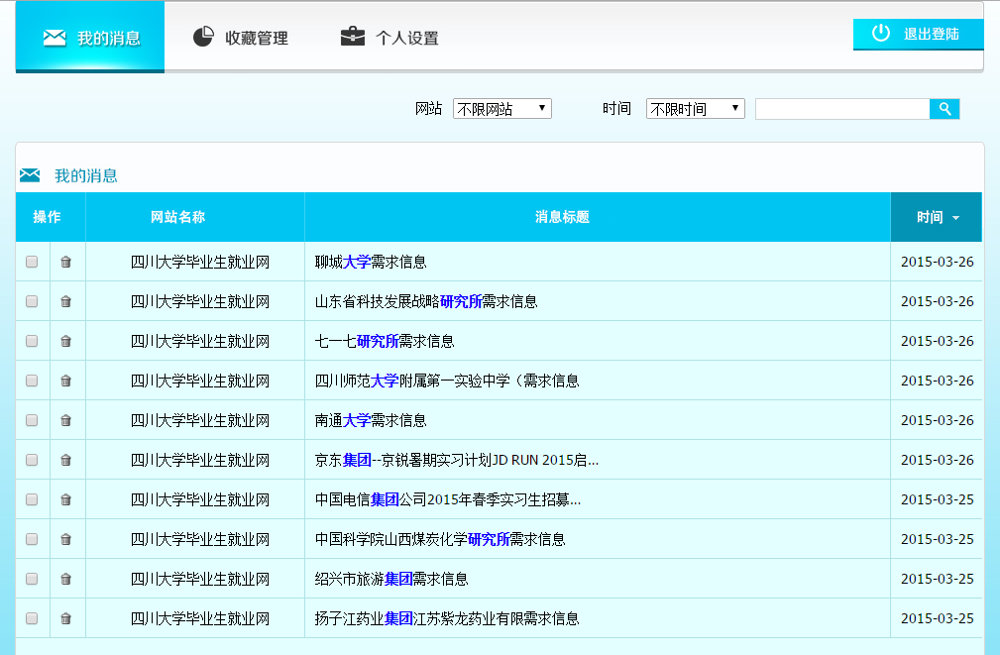 我的消息 收藏管理 个人设置 退出登陆
网站 不限网站 时间 不限时间
我的消息
操作 网站名称 消息标题 时间
四川大学毕业生就业网 聊城大学需求信息 2015-03-26
四川大学毕业生就业网 山东省科技发展战略研究所需求信息 2015-03-26
四川大学毕业生就业网 七一七研究所需求信息 2015-03-26
四川大学毕业生就业网 四川师范大学附属第一实验中学（需求信息 2015-03-26
四川大学毕业生就业网 南通大学需求信息 2015-03-26
四川大学毕业生就业网 京东集团--京锐暑期实习计划JD RUN 2015启... 2015-03-26
四川大学毕业生就业网 中国电信集团公司2015年春季实习生招募... 2015-03-25
四川大学毕业生就业网 中国科学院山西煤炭化学研究所需求信息 2015-03-25
四川大学毕业生就业网 绍兴市旅游集团需求信息 2015-03-25
四川大学毕业生就业网 扬子江药业集团江苏紫龙药业有限需求信息 2015-03-25